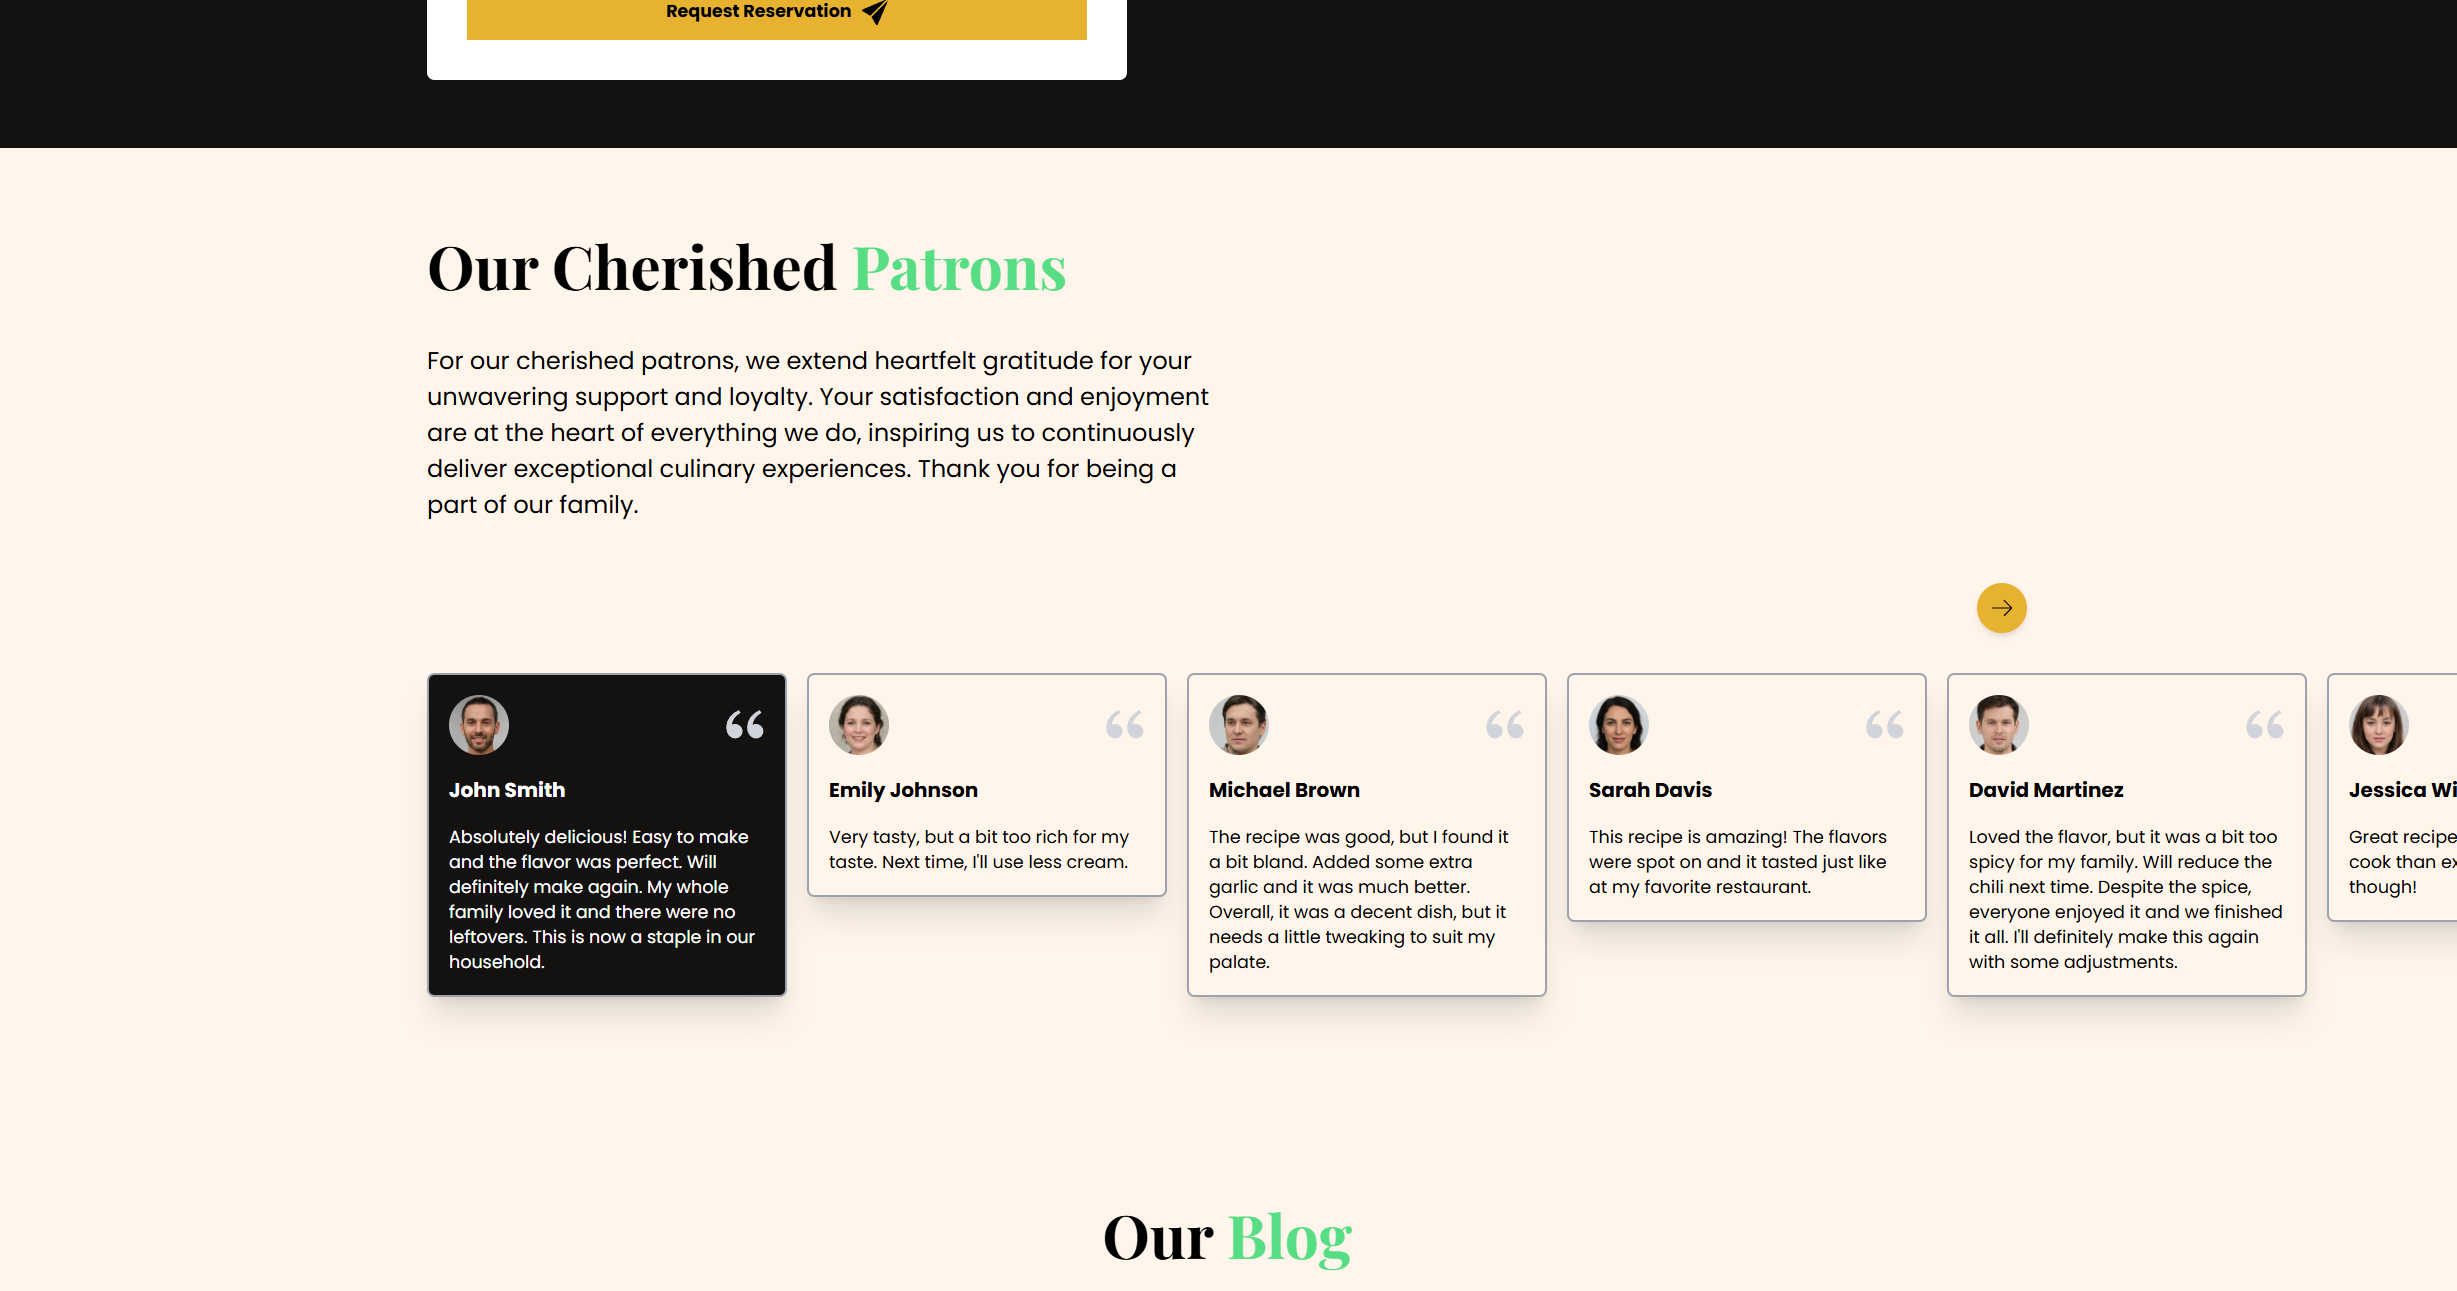 Request Reservation
Our Cherished Patrons
For our cherished patrons, we extend heartfelt gratitude for your
unwavering support and loyalty. Your satisfaction and enjoyment
are at the heart of everything we do, inspiring us to continuously
deliver exceptional culinary experiences. Thank you for being a
part of our family.
John Smith
Absolutely delicious! Easy to make
and the flavor was perfect. Will
definitely make again. My whole
family loved it and there were no
leftovers. This is now a staple in our
household.
Emily Johnson
Very tasty, but a bit too rich for my
taste. Next time, I'll use less cream.
Michael Brown
The recipe was good, but I found it
a bit bland. Added some extra
garlic and it was much better.
Overall, it was a decent dish, but it
needs a little tweaking to suit my
palate.
Sarah Davis
This recipe is amazing! The flavors
were spot on and it tasted just like
at my favorite restaurant.
David Martinez
Loved the flavor, but it was a bit too
spicy for my family. Will reduce the
chili next time. Despite the spice,
everyone enjoyed it and we finished
it all. I'll definitely make this again
with some adjustments.
Jessica
Great recipe
cook than
though!
Our Blog